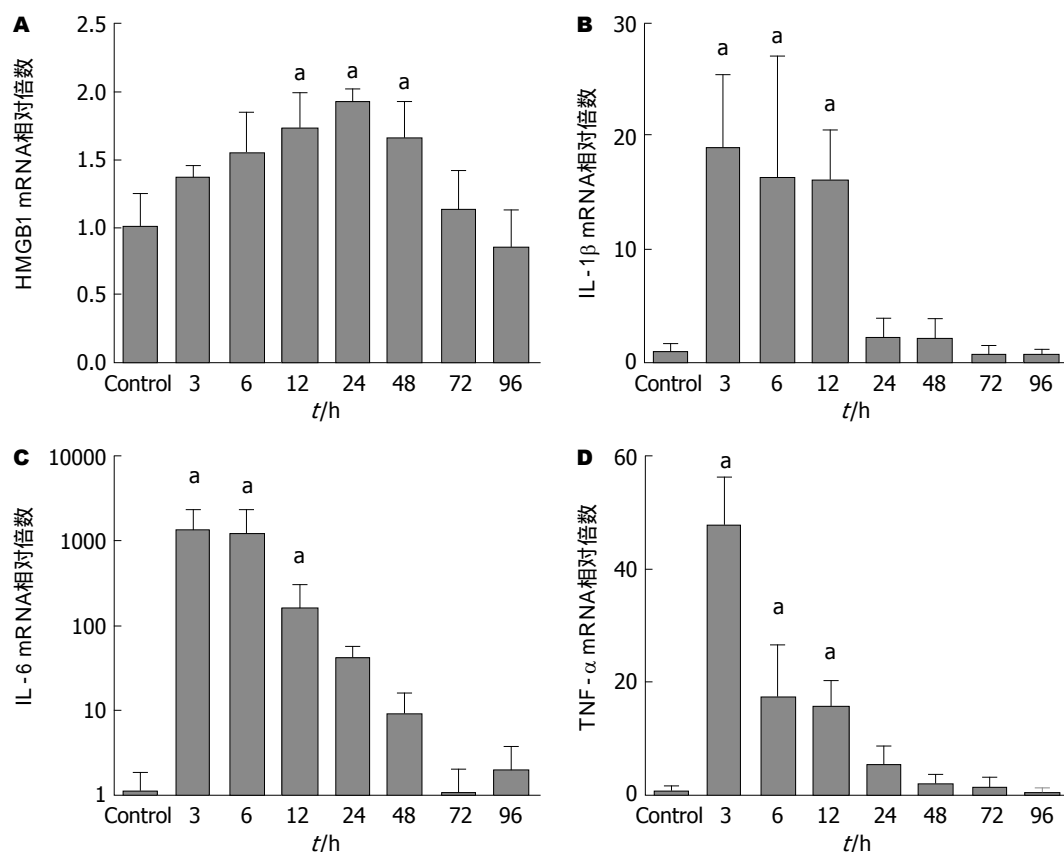 A
HMGB1 mRNA相对倍数
2.5
2.0
1.5
1.0
0.5
0.0
a a a
Control 3 6 12 24 48 72 96
t/h
B
IL-1β mRNA相对倍数
30
20
10
0
a a a
Control 3 6 12 24 48 72 96
t/h
C
IL-6 mRNA相对倍数
10000
1000
100
10
1
a a a
Control 3 6 12 24 48 72 96
t/h
D
TNF-α mRNA相对倍数
60
40
20
0
a a a
Control 3 6 12 24 48 72 96
t/h